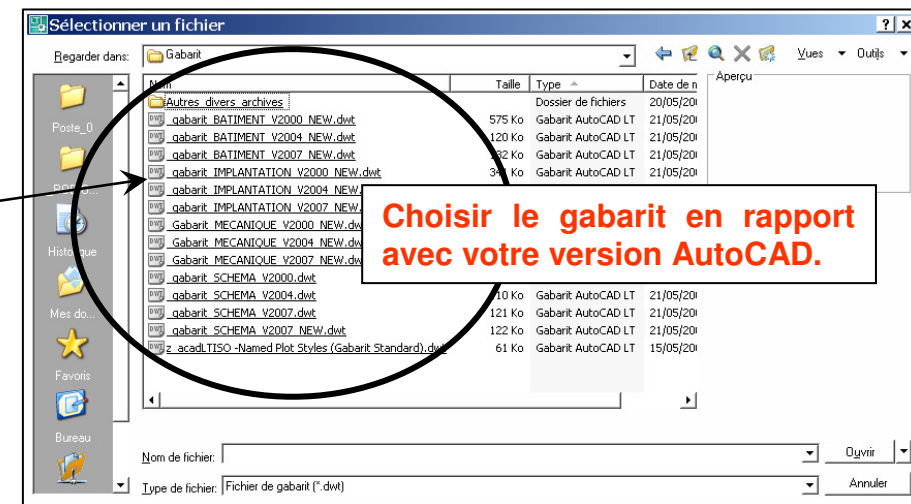 Sélectionner un fichier
Regarder dans: Gabarit Vues Outils
Nom Taille Type Date de n Aperçu
Autres divers archives Dossier de fichiers 20/05/20
_gabarit_BATIMENT_V2000_NEW.dwt 575 Ko Gabarit AutoCAD LT 21/05/20
_gabarit_BATIMENT_V2004_NEW.dwt 120 Ko Gabarit AutoCAD LT 21/05/20
_gabarit_BATIMENT_V2007_NEW.dwt 132 Ko Gabarit AutoCAD LT 21/05/20
_gabarit_IMPLANTATION_V2000_NEW.dwt Ko Gabarit AutoCAD LT 21/05/20
_gabarit_IMPLANTATION_V2004_NEW.
_gabarit_IMPLANTATION_V2007_NEW.
_Gabarit_MECANIQUE_V2000_NEW.dw
_Gabarit_MECANIQUE_V2004_NEW.dw
_Gabarit_MECANIQUE_V2007_NEW.dw
_gabarit_SCHEMA_V2000.dwt
_gabarit_SCHEMA_V2004.dwt 10 Ko Gabarit AutoCAD LT 21/05/20
_gabarit_SCHEMA_V2007.dwt 121 Ko Gabarit AutoCAD LT 21/05/20
_gabarit_SCHEMA_V2007_NEW.dwt 122 Ko Gabarit AutoCAD LT 21/05/20
z_acadLTISO -Named Plot Styles (Gabarit Standard).dwt 61 Ko Gabarit AutoCAD LT 15/05/20
Choisir le gabarit en rapport
avec votre version AutoCAD.
Poste_0
Historique
Mes do...
Favoris
Bureau
Nom de fichier: Ouvrir
Type de fichier: Fichier de gabarit (*.dwt) Annuler